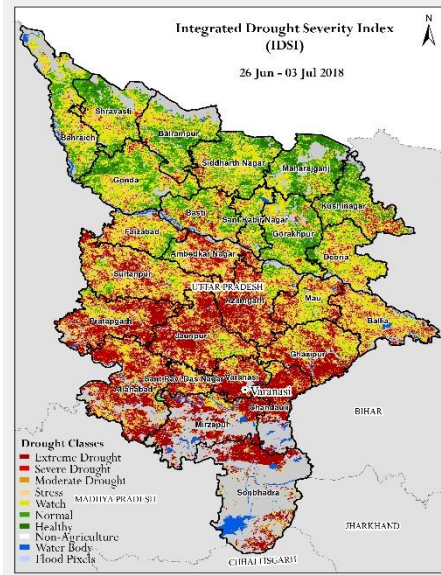 Integrated Drought Severity Index
(IDSI)
26 Jun - 03 Jul 2018
N
Shravasti
Bahraich
Balrampur
Siddharth Nagar
Maharajganj
Gonda
Basti
Sant Kabir Nagar
Kushinagar
Gorakhpur
Faizabad
Ambedkar Nagar
Deoria
Sultanpur
UTTAR PRADESH
Azamgarh
Mau
Ballia
Pratapgarh
Jaunpur
Ghazipur
Sant Ravi Das Nagar
Varanasi
Varanasi
Allahabad
Chandauli
Mirzapur
BIHAR
Drought Classes
Extreme Drought
Severe Drought
Moderate Drought
Stress
Watch
Normal
Healthy
Non-Agriculture
Water Body
Flood Pixels
MADHYA PRADESH
Sonbhadra
JHARKHAND
CHHATTISGARH